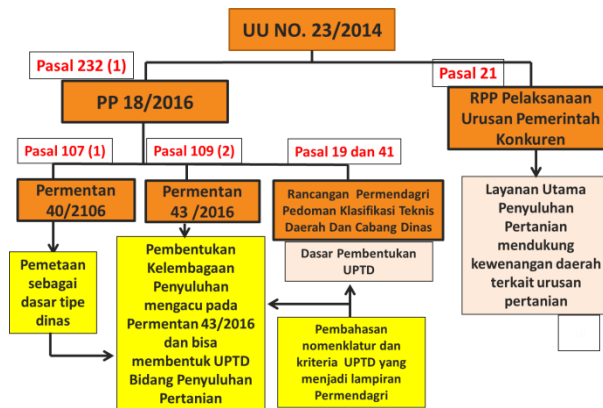 UU NO. 23/2014
Pasal 232 (1)
Pasal 21
PP 18/2016
RPP Pelaksanaan
Urusan Pemerintah
Konkuren
Pasal 107 (1)
Pasal 109 (2)
Pasal 19 dan 41
Permentan
40/2106
Permentan
43 /2016
Rancangan Permendagri
Pedoman Klasifikasi Teknis
Daerah Dan Cabang Dinas
Layanan Utama
Penyuluhan
Pertanian
mendukung
kewenangan daerah
terkait urusan
pertanian
Dasar Pembentukan
UPTD
Pemetaan
sebagai
dasar tipe
dinas
Pembentukan
Kelembagaan
Penyuluhan
mengacu pada
Permentan 43/2016
dan bisa
membentuk UPTD
Bidang Penyuluhan
Pertanian
Pembahasan
nomenklatur dan
kriteria UPTD yang
menjadi lampiran
Permendagri